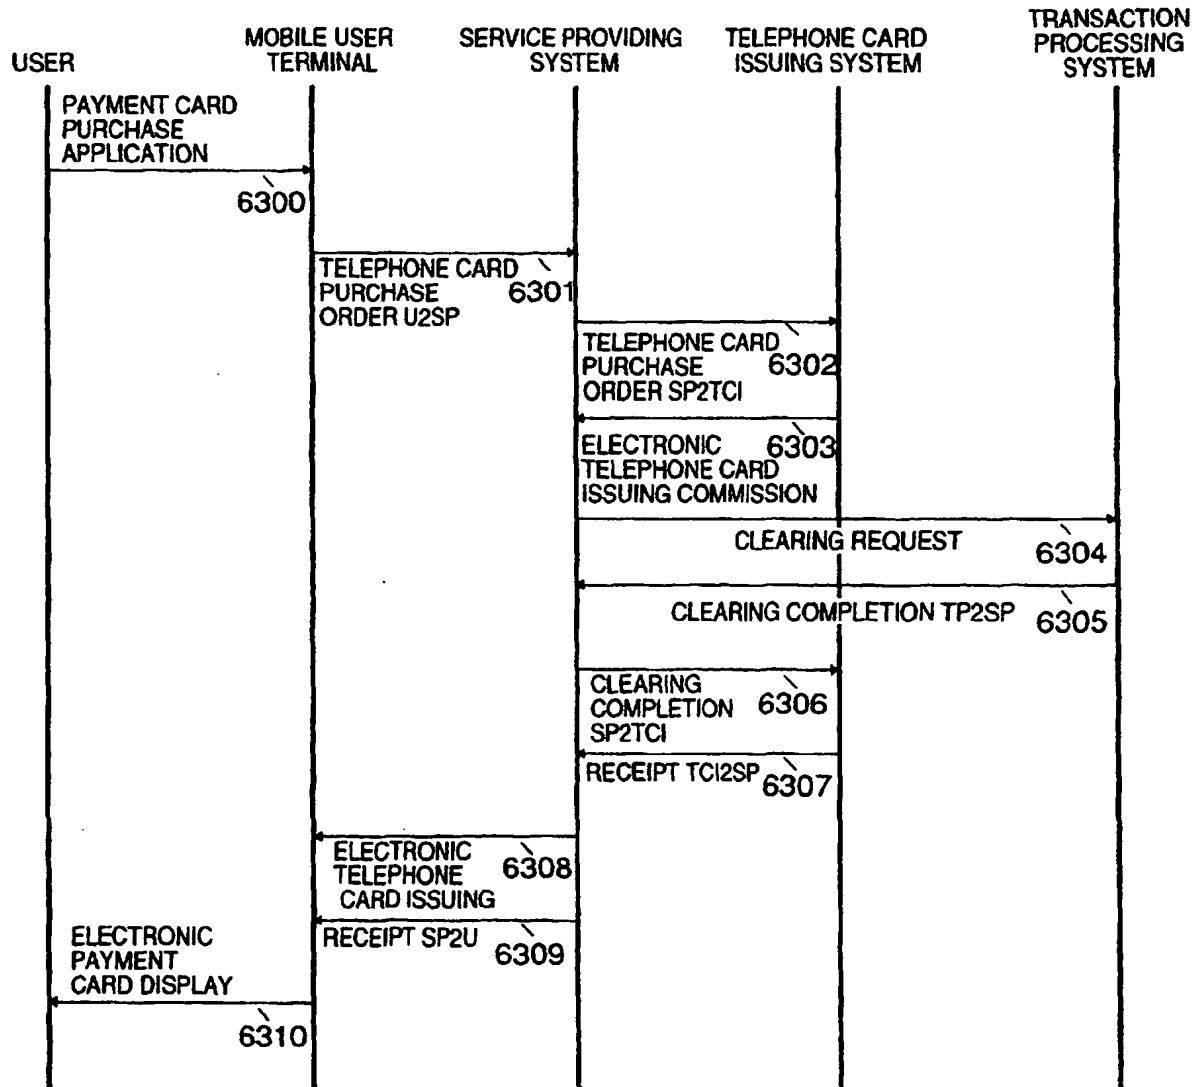 TRANSACTION
PROCESSING
SYSTEM
MOBILE USER
TERMINAL
SERVICE PROVIDING
SYSTEM
TELEPHONE CARD
ISSUING SYSTEM
USER
PAYMENT CARD
PURCHASE
APPLICATION
6300
TELEPHONE CARD
PURCHASE
ORDER U2SP
6301
TELEPHONE CARD
PURCHASE
ORDER SP2TCI
6302
ELECTRONIC
TELEPHONE CARD
ISSUING COMMISSION
6303
CLEARING REQUEST
6304
CLEARING COMPLETION TP2SP
6305
CLEARING
COMPLETION
SP2TCI
6306
RECEIPT TCI2SP
6307
ELECTRONIC
TELEPHONE
CARD ISSUING
6308
RECEIPT SP2U
6309
ELECTRONIC
PAYMENT
CARD DISPLAY
6310